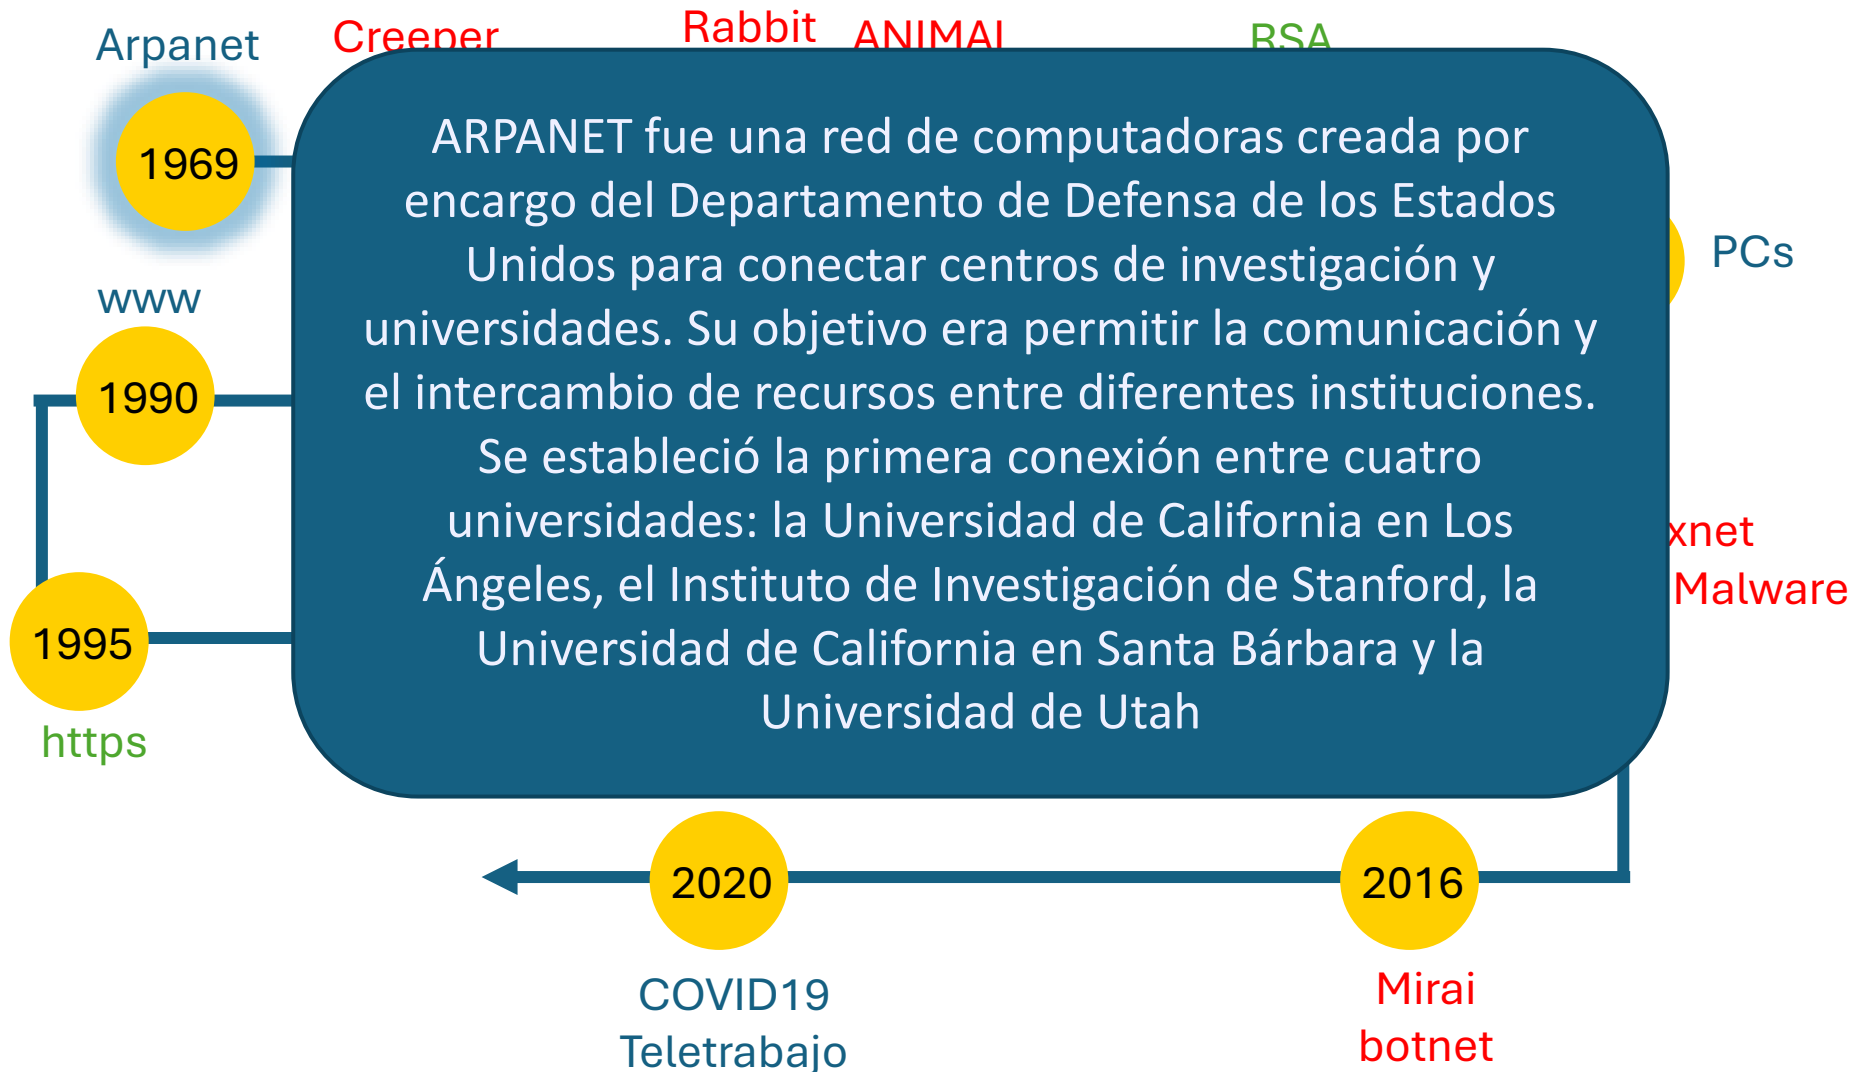 Arpanet
Creeper
Rabbit
ANIMAL
RSA
1969
ARPANET fue una red de computadoras creada por
encargo del Departamento de Defensa de los Estados
Unidos para conectar centros de investigación y
universidades. Su objetivo era permitir la comunicación y
el intercambio de recursos entre diferentes instituciones.
Se estableció la primera conexión entre cuatro
universidades: la Universidad de California en Los
Ángeles, el Instituto de Investigación de Stanford, la
Universidad de California en Santa Bárbara y la
Universidad de Utah
PCs
www
1990
xnet
Malware
1995
https
2020
2016
COVID19
Teletrabajo
Mirai
botnet